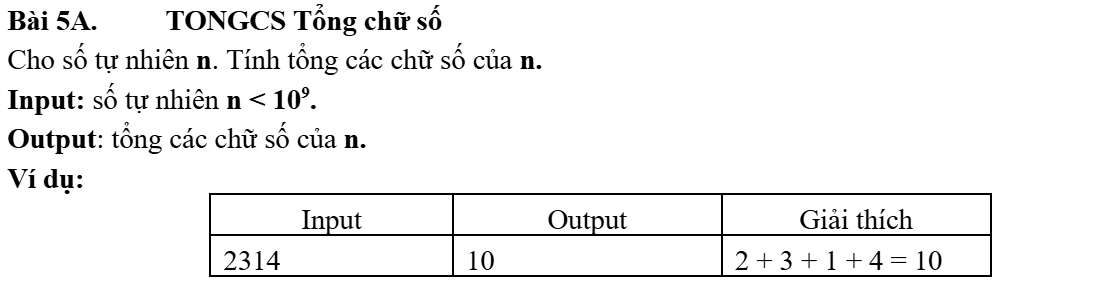 Bài 5A. TONGCS Tổng chữ số
Cho số tự nhiên n. Tính tổng các chữ số của n.
Input: số tự nhiên n < 10⁹.
Output: tổng các chữ số của n.
Ví dụ:
Input Output Giải thích
2314 10 2 + 3 + 1 + 4 = 10